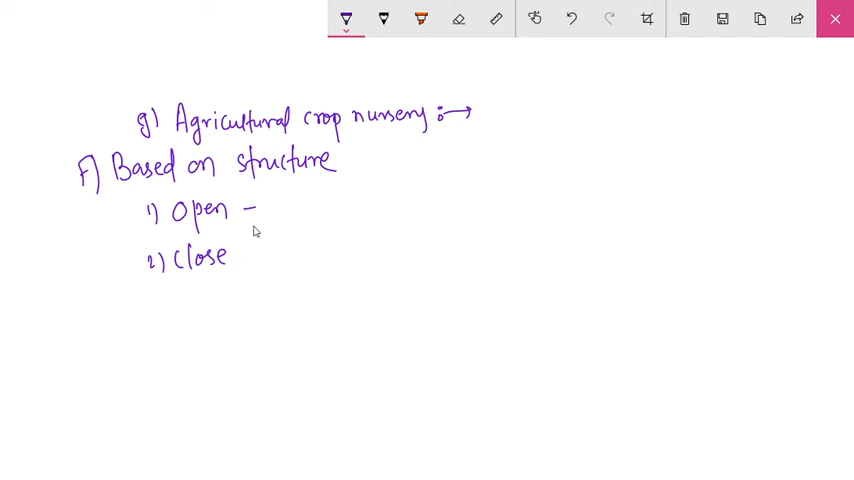 g) Agricultural crop nursery :→
F) Based on structure
1) Open –
2) Close